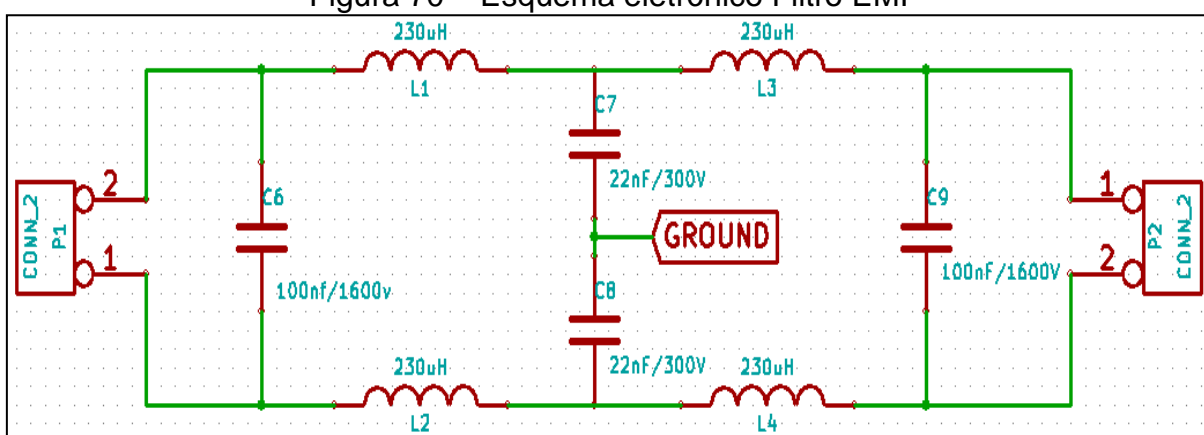 Figura 70 – Esquema eletrônico Filtro EMI
230uH
230uH
L1
L3
C7
22nF/300V
CONN_2
P1
2
1
C6
100nf/1600v
GROUND
C9
100nF/1600V
1
2
P2
CONN_2
C8
22nF/300V
230uH
230uH
L2
L4